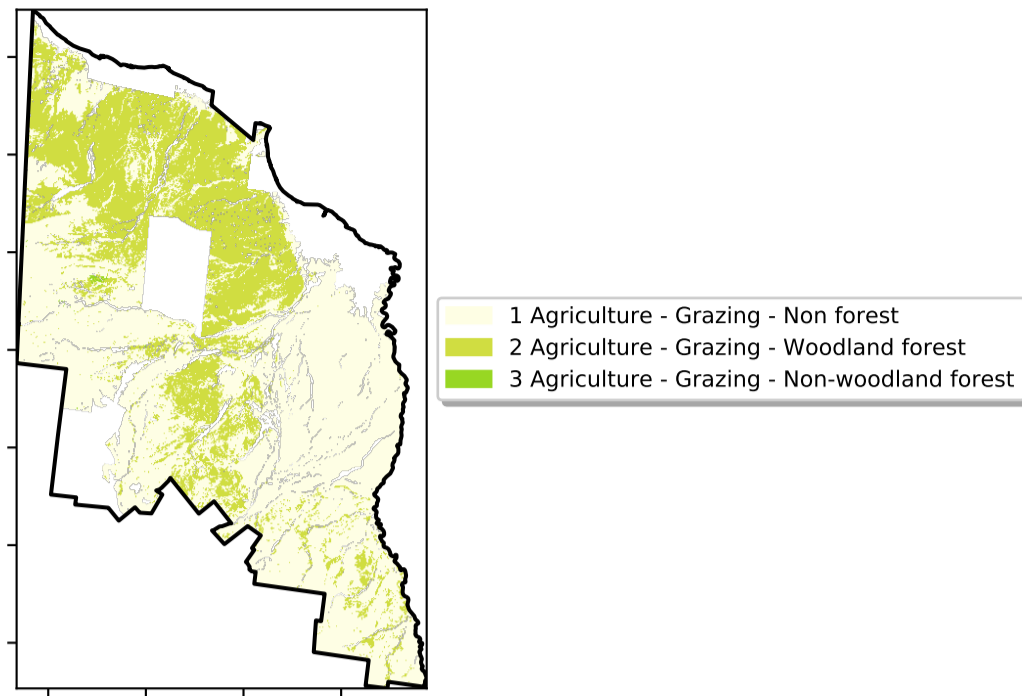 1 Agriculture - Grazing - Non forest
2 Agriculture - Grazing - Woodland forest
3 Agriculture - Grazing - Non-woodland forest